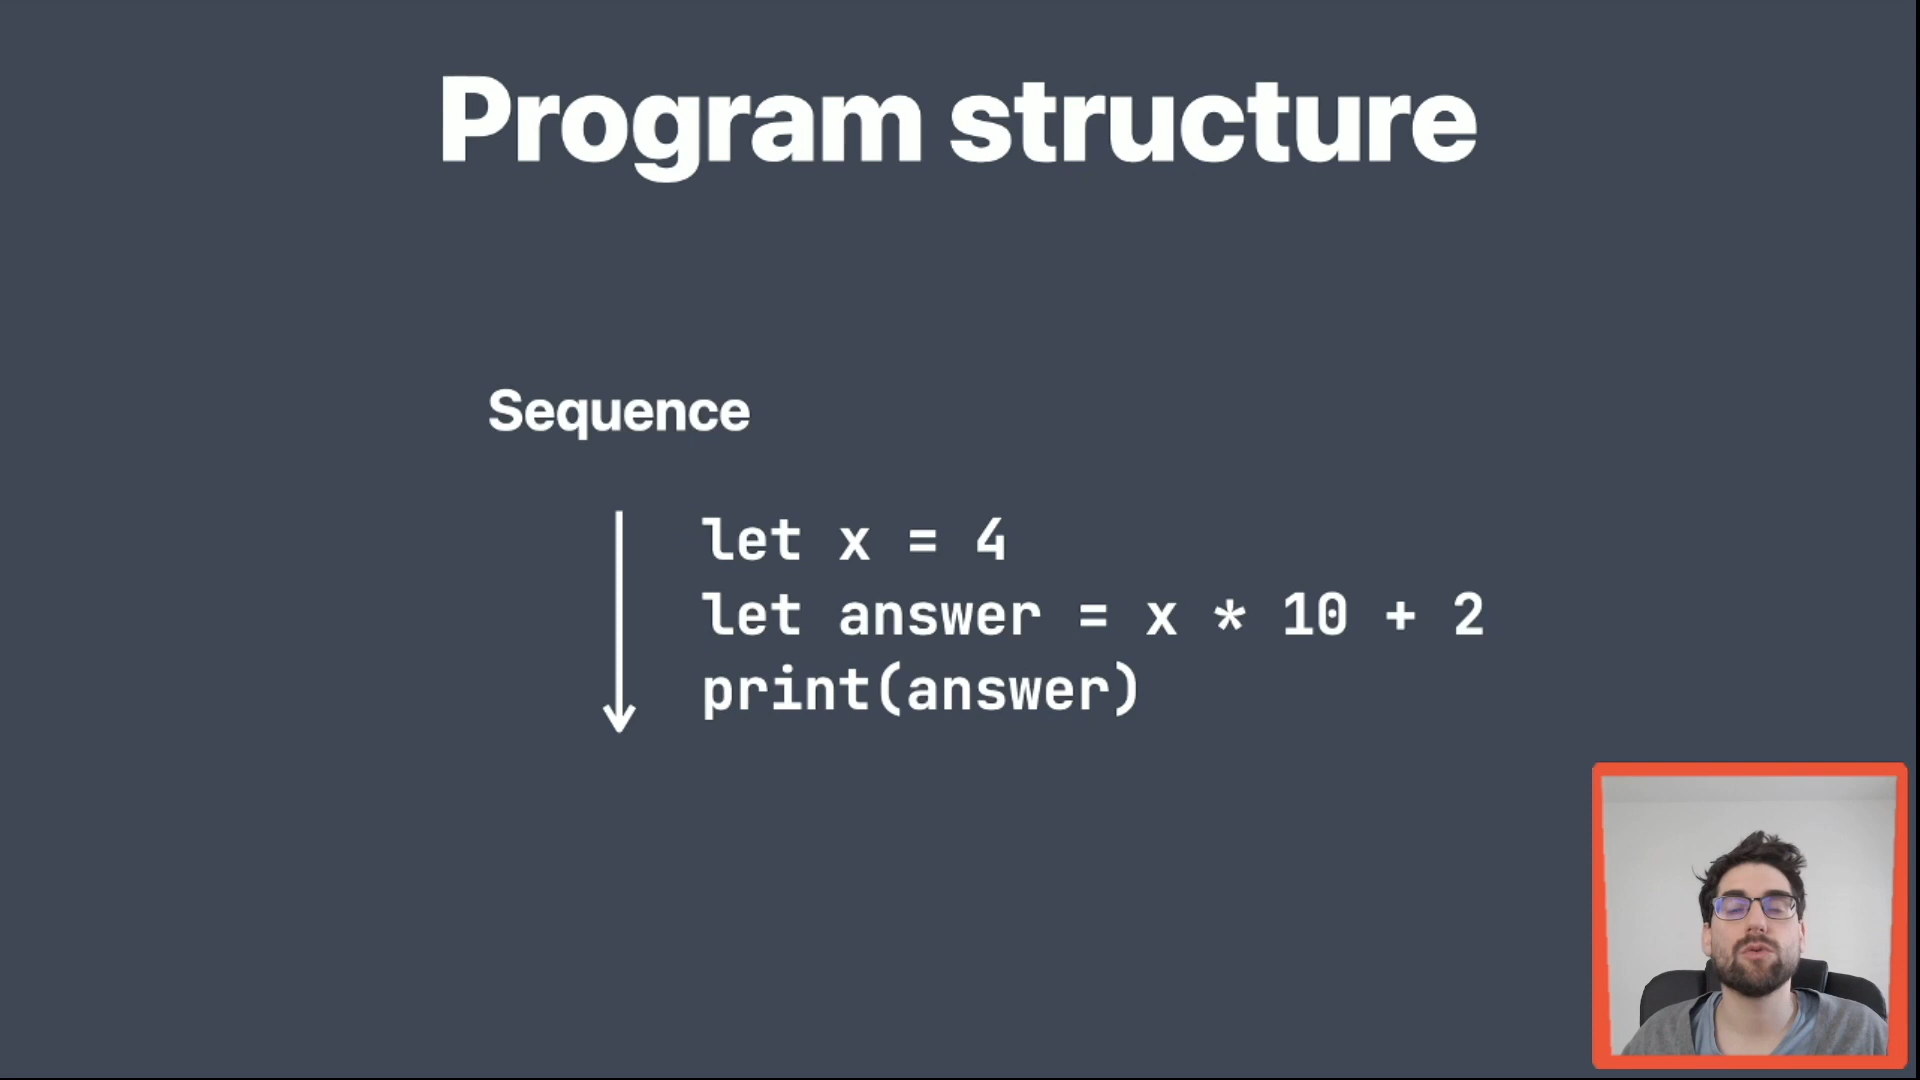 Program structure
Sequence
let x = 4
let answer = x * 10 + 2
print(answer)